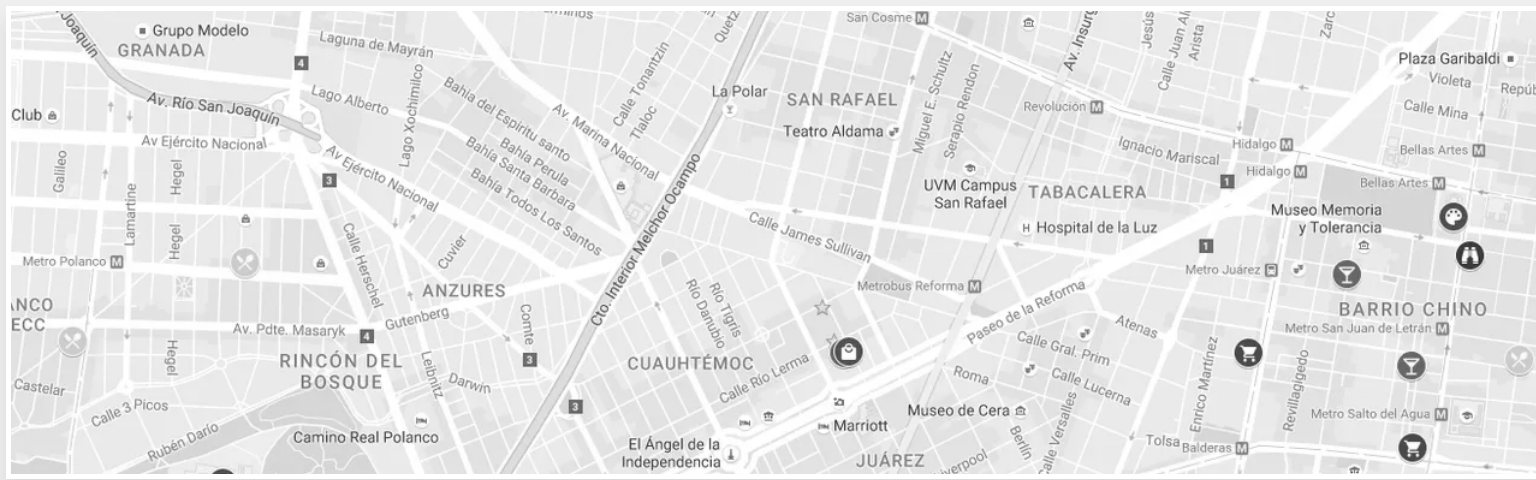 Joaquín
Grupo Modelo
GRANADA
4
Laguna de Mayrán
Quetz
San Cosme M
Av. Insurg
Jesús
Calle Juan Al
Arista
Zarc
Plaza Garibaldi
Violeta
Repúb
Calle Mina
Club
Av. Río San Joaquín
Lago Alberto
Lago Xochimilco
Bahía del Espíritu santo
Bahía Perula
Bahía Santa Barbara
Bahía Todos Los Santos
Av. Marina Nacional
Calle Tonantzin
Tlaloc
La Polar
SAN RAFAEL
Teatro Aldama
Miguel E. Schultz
Serapio Rendon
Revolución M
Ignacio Mariscal
Hidalgo M
Hidalgo M
Bellas Artes M
Bellas Artes M
Av Ejército Nacional
Av Ejército Nacional
Galileo
Lamartine
Hegel
Hegel
3
Cto. Interior Melchor Ocampo
UVM Campus
San Rafael
TABACALERA
1
Museo Memoria
y Tolerancia
H Hospital de la Luz
Calle James Sullivan
1
Metro Polanco M
Calle Herschel
Cuvier
ANZURES
Gutenberg
Metrobus Reforma M
Metro Juárez
BARRIO CHINO
Metro San Juan de Letrán M
ANCO
ECC
Av. Pdte. Masaryk
4
Comte
3
Río Tigris
Río Danubio
Paseo de la Reforma
Atenas
Calle Gral. Prim
Enrico Martínez
Revillagigedo
Hegel
RINCÓN DEL
BOSQUE
Leibnitz
Darwin
CUAUHTÉMOC
Calle Río Lerma
Roma
Calle Lucerna
Castelar
Calle 3 Picos
Rubén Darío
Camino Real Polanco
3
El Ángel de la
Independencia
Marriott
Museo de Cera
JUÁREZ
Berlín
Calle Versalles
Liverpool
Tolsa
Balderas M
Metro Salto del Agua M